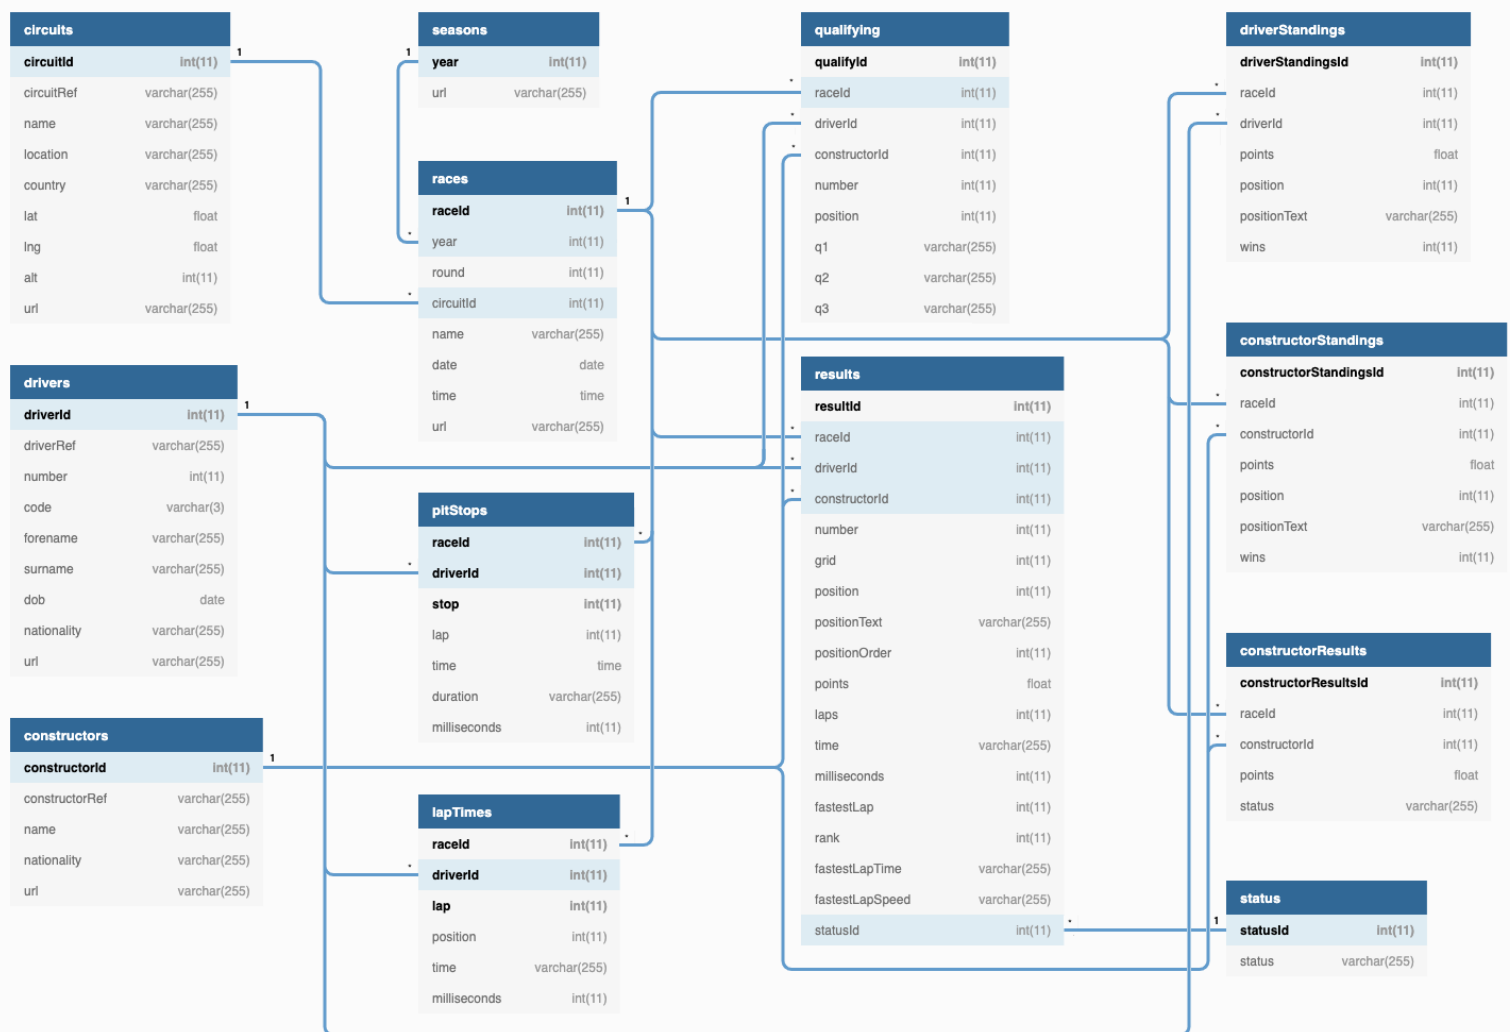 circuits
circuitId int(11)
circuitRef varchar(255)
name varchar(255)
location varchar(255)
country varchar(255)
lat float
lng float
alt int(11)
url varchar(255)
1
drivers
driverId int(11)
driverRef varchar(255)
number int(11)
code varchar(3)
forename varchar(255)
surname varchar(255)
dob date
nationality varchar(255)
url varchar(255)
1
constructors
constructorId int(11)
constructorRef varchar(255)
name varchar(255)
nationality varchar(255)
url varchar(255)
1
seasons
1
year int(11)
url varchar(255)
races
raceId int(11)
1
* year int(11)
round int(11)
* circuitId int(11)
name varchar(255)
date date
time time
url varchar(255)
pitStops
raceId int(11) *
* driverId int(11)
stop int(11)
lap int(11)
time time
duration varchar(255)
milliseconds int(11)
lapTimes
raceId int(11) *
* driverId int(11)
lap int(11)
position int(11)
time varchar(255)
milliseconds int(11)
qualifying
qualifyId int(11)
* raceId int(11)
* driverId int(11)
* constructorId int(11)
number int(11)
position int(11)
q1 varchar(255)
q2 varchar(255)
q3 varchar(255)
results
resultId int(11)
* raceId int(11)
* driverId int(11)
* constructorId int(11)
number int(11)
grid int(11)
position int(11)
positionText varchar(255)
positionOrder int(11)
points float
laps int(11)
time varchar(255)
milliseconds int(11)
fastestLap int(11)
rank int(11)
fastestLapTime varchar(255)
fastestLapSpeed varchar(255)
statusId int(11) *
driverStandings
driverStandingsId int(11)
* raceId int(11)
* driverId int(11)
points float
position int(11)
positionText varchar(255)
wins int(11)
constructorStandings
constructorStandingsId int(11)
* raceId int(11)
* constructorId int(11)
points float
position int(11)
positionText varchar(255)
wins int(11)
constructorResults
constructorResultsId int(11)
* raceId int(11)
* constructorId int(11)
points float
status varchar(255)
status
1 statusId int(11)
status varchar(255)